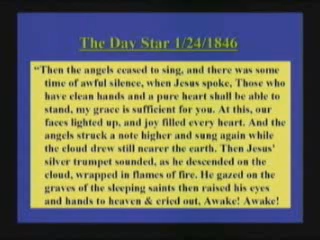 The Day Star 1/24/1846
“Then the angels ceased to sing, and there was
time of awful silence, when Jesus spoke, Those who
have clean hands and a pure heart shall be able to
stand, my grace is sufficient for you. At this, our
faces lighted up, and joy filled every heart. And the
angels struck a note higher and sung again while
the cloud drew still nearer the earth. Then Jesus’
silver trumpet sounded, as he descended on the
cloud, wrapped in flames of fire. He gazed on the
graves of the sleeping saints then raised his eyes
and hands to heaven & cried out, Awake! Awake!